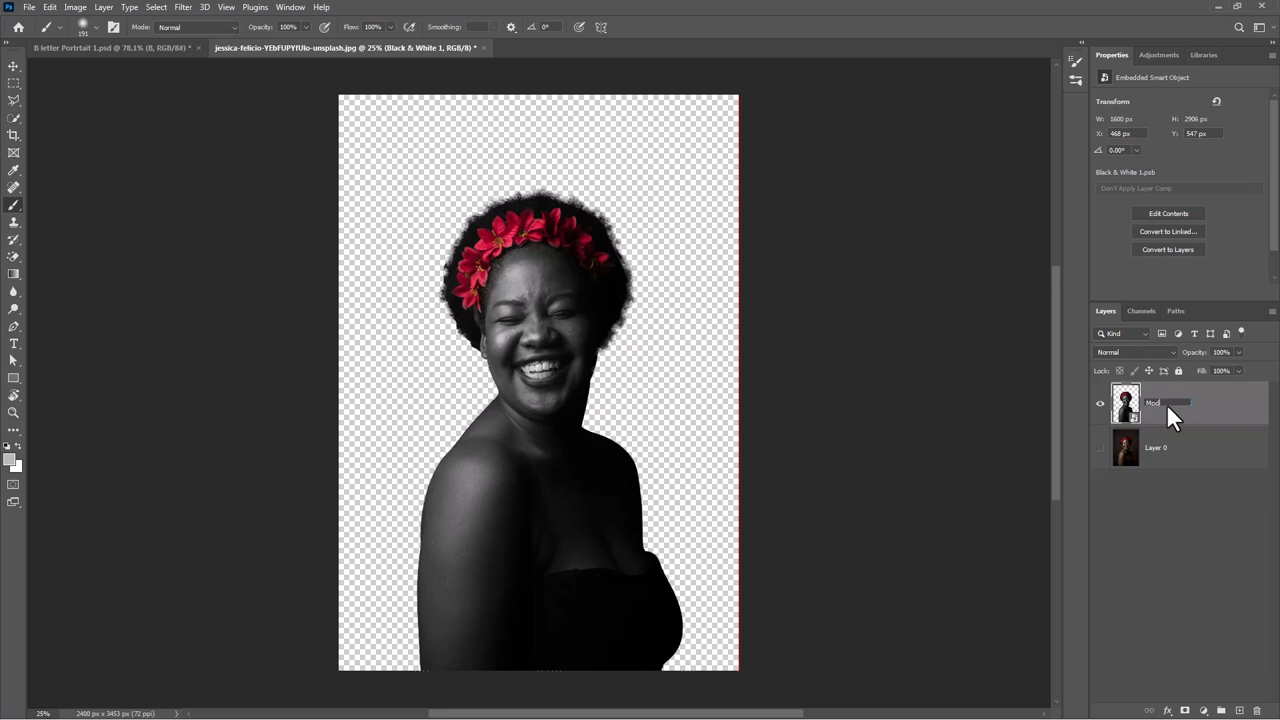 File Edit Image Layer Type Select Filter 3D View Plugins Window Help
191 Mode: Normal Opacity: 100% Flow: 100% Smoothing: 0°
B letter Portrtait 1.psd @ 78.1% (B, RGB/8#) * × jessica-felicio-YEbFUPYfUIo-unsplash.jpg @ 25% (Black & White 1, RGB/8) * ×
Properties Adjustments Libraries
Embedded Smart Object
Transform
W: 1600 px H: 2906 px
X: 468 px Y: 547 px
0.00°
Black & White 1.psb
Don't Apply Layer Comp
Edit Contents
Convert to Linked...
Convert to Layers
Layers Channels Paths
Kind
Normal Opacity: 100%
Lock: Fill: 100%
Mod
Layer 0
25% 2400 px x 3453 px (72 ppi)